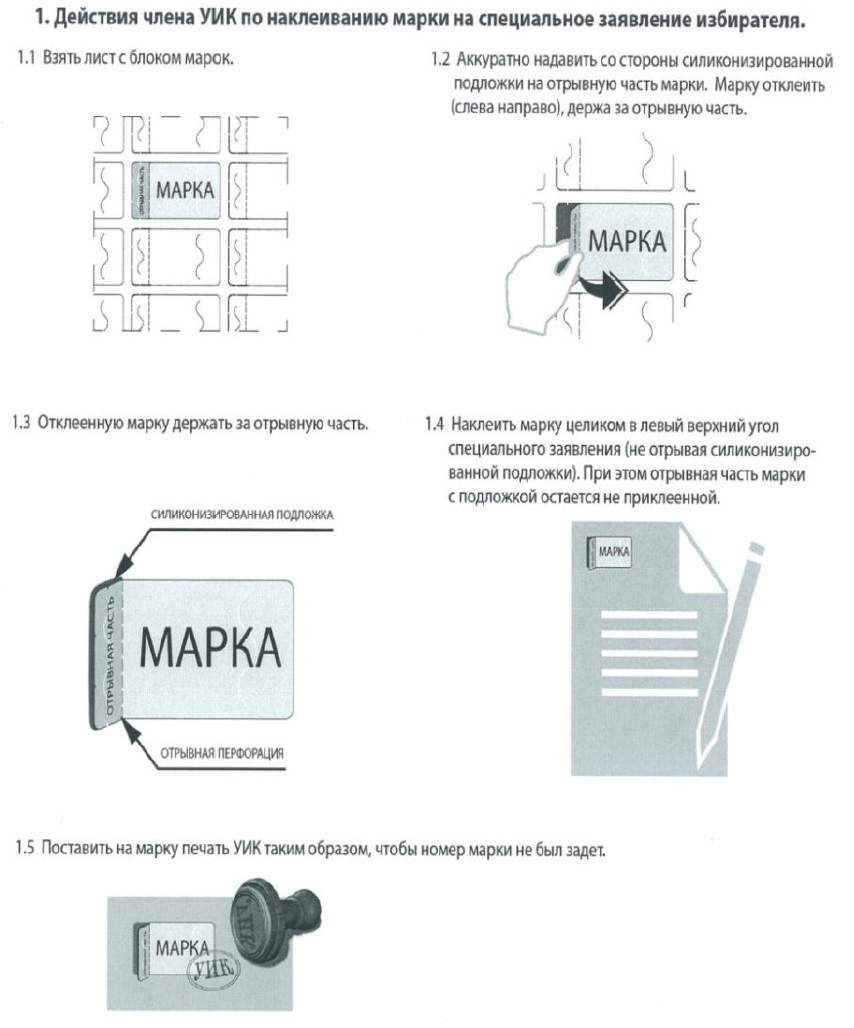 1. Действия члена УИК по наклеиванию марки на специальное заявление избирателя.
1.1 Взять лист с блоком марок.
ОТРЫВНАЯ ЧАСТЬ
МАРКА
1.2 Аккуратно надавить со стороны силиконизированной
подложки на отрывную часть марки. Марку отклеить
(слева направо), держа за отрывную часть.
МАРКА
1.3 Отклеенную марку держать за отрывную часть.
СИЛИКОНИЗИРОВАННАЯ ПОДЛОЖКА
ОТРЫВНАЯ ЧАСТЬ
МАРКА
ОТРЫВНАЯ ПЕРФОРАЦИЯ
1.4 Наклеить марку целиком в левый верхний угол
специального заявления (не отрывая силиконизиро-
ванной подложки). При этом отрывная часть марки
с подложкой остается не приклеенной.
МАРКА
1.5 Поставить на марку печать УИК таким образом, чтобы номер марки не был задет.
МАРКА
УИК